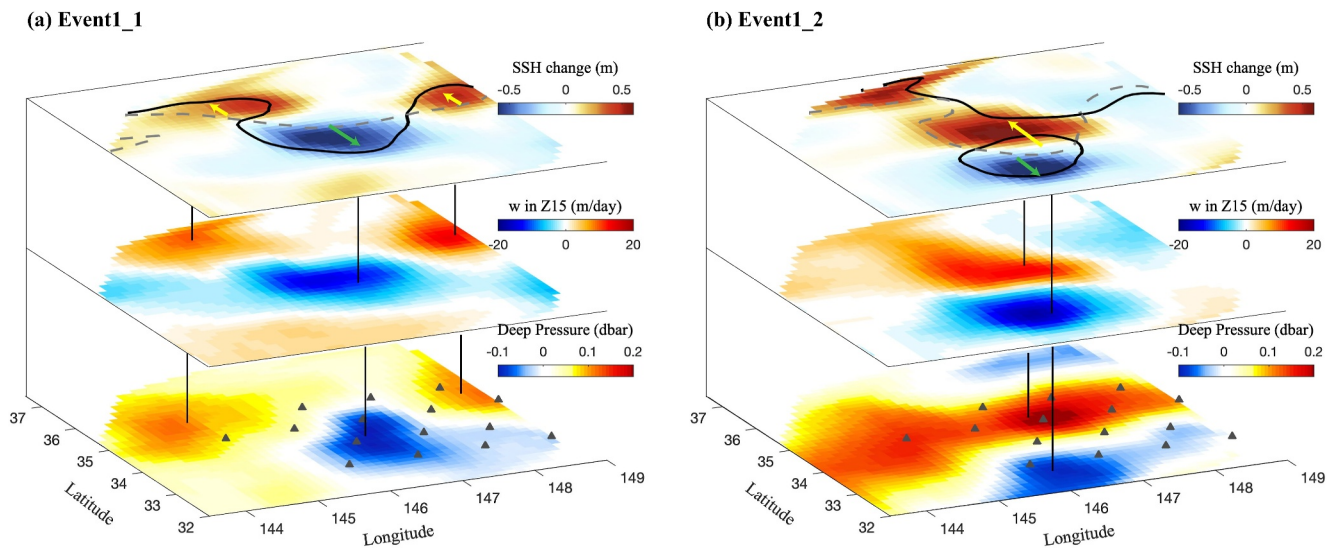 (a) Event1_1
SSH change (m)
-0.5 0 0.5
w in Z15 (m/day)
-20 0 20
Deep Pressure (dbar)
-0.1 0 0.1 0.2
37
36
35
34
33
32
Latitude
144
145
146
147
148
149
Longitude
(b) Event1_2
SSH change (m)
-0.5 0 0.5
w in Z15 (m/day)
-20 0 20
Deep Pressure (dbar)
-0.1 0 0.1 0.2
37
36
35
34
33
32
Latitude
144
145
146
147
148
149
Longitude